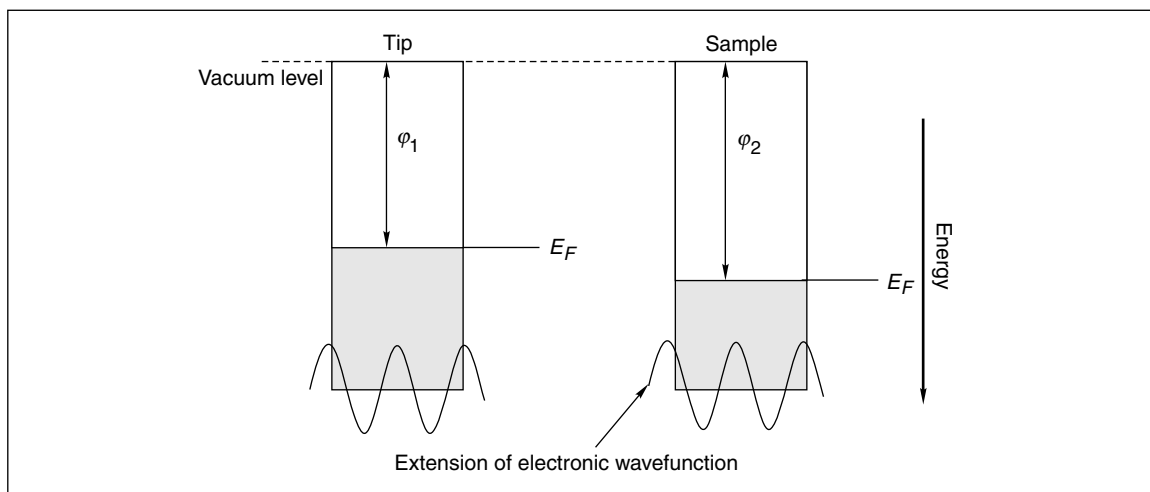 Tip
Sample
Vacuum level
φ1
φ2
EF
EF
Energy
Extension of electronic wavefunction